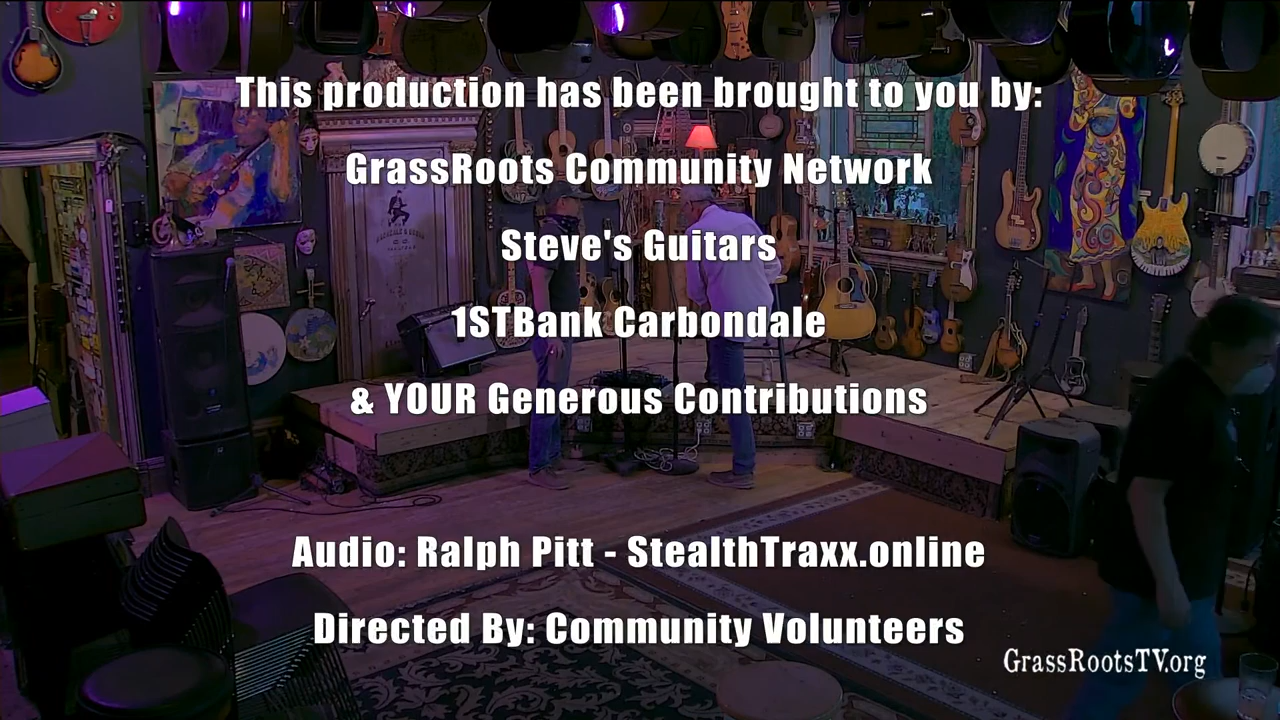 This production has been brought to you by:
GrassRoots Community Network
Steve's Guitars
1STBank Carbondale
& YOUR Generous Contributions
Audio: Ralph Pitt - StealthTraxx.online
Directed By: Community Volunteers
GrassRootsTV.org